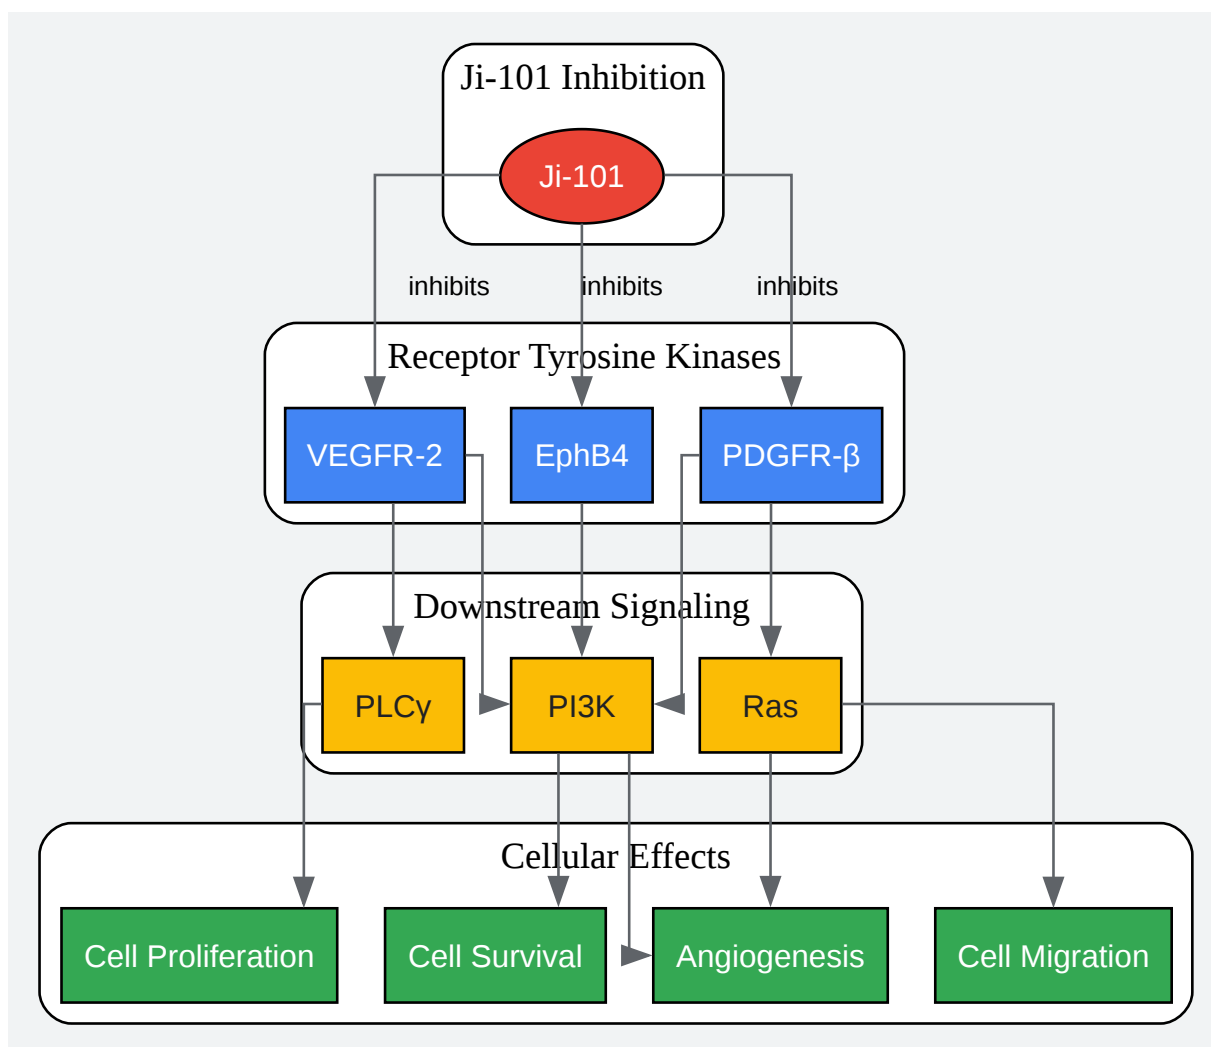 Ji-101 Inhibition
Ji-101
inhibits
inhibits
inhibits
Receptor Tyrosine Kinases
VEGFR-2
EphB4
PDGFR-β
Downstream Signaling
PLCγ
PI3K
Ras
Cellular Effects
Cell Proliferation
Cell Survival
Angiogenesis
Cell Migration